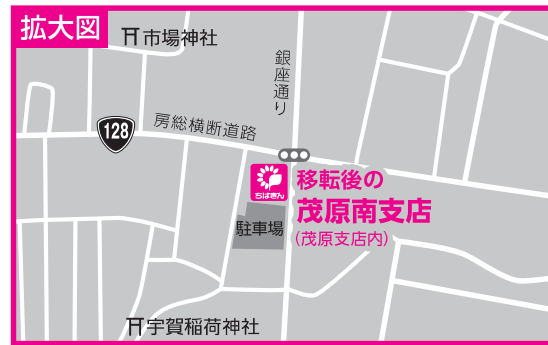 拡大図
市場神社
銀座通り
房総横断道路
128
ちばぎん
移転後の
茂原南支店
(茂原支店内)
駐車場
宇賀稲荷神社